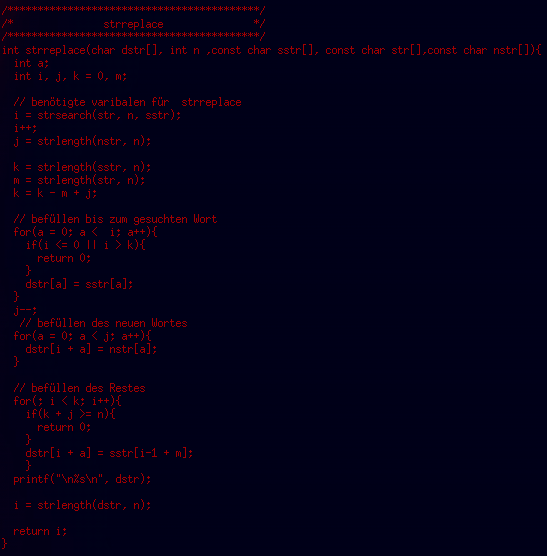 /******************************************/
/*               strreplace               */
/******************************************/
int strreplace(char dstr[], int n ,const char sstr[], const char str[],const char nstr[]){
  int a;
  int i, j, k = 0, m;

  // benötigte varibalen für  strreplace
  i = strsearch(str, n, sstr);
  i++;
  j = strlength(nstr, n);

  k = strlength(sstr, n);
  m = strlength(str, n);
  k = k - m + j;

  // befüllen bis zum gesuchten Wort
  for(a = 0; a <  i; a++){
    if(i <= 0 || i > k){
      return 0;
    }
    dstr[a] = sstr[a];
  }
  j--;
   // befüllen des neuen Wortes
  for(a = 0; a < j; a++){
    dstr[i + a] = nstr[a];
  }

  // befüllen des Restes
  for(; i < k; i++){
    if(k + j >= n){
      return 0;
    }
    dstr[i + a] = sstr[i-1 + m];
    }
  printf("\n%s\n", dstr);

  i = strlength(dstr, n);

  return i;
}